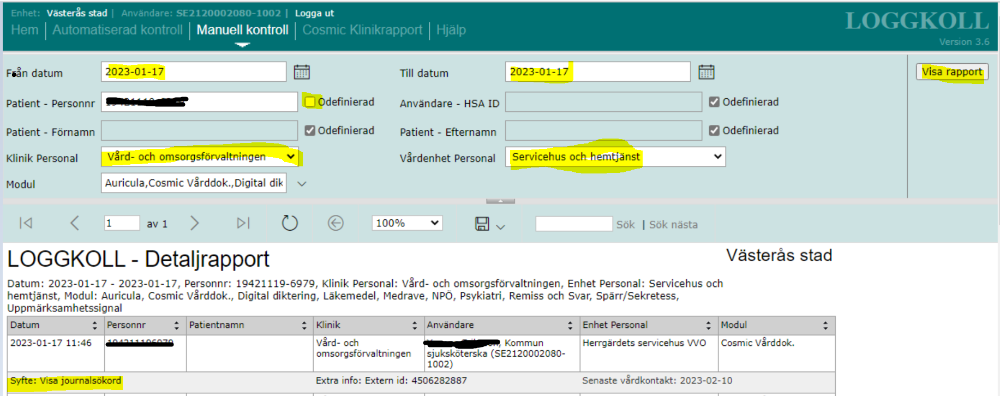 Enhet: Västerås stad | Användare: SE2120002080-1002 | Logga ut
LOGGKOLL
Hem | Automatiserad kontroll | Manuell kontroll | Cosmic Klinikrapport | Hjälp
Version 3.6
Från datum 2023-01-17 Till datum 2023-01-17 Visa rapport
Patient - Personnr Odefinierad Användare - HSA ID Odefinierad
Patient - Förnamn Odefinierad Patient - Efternamn Odefinierad
Klinik Personal Vård- och omsorgsförvaltningen Vårdenhet Personal Servicehus och hemtjänst
Modul Auricula,Cosmic Vårddok.,Digital dik
1 av 1 100% Sök | Sök nästa
LOGGKOLL - Detaljrapport Västerås stad
Datum: 2023-01-17 - 2023-01-17, Personnr: 19421119-6979, Klinik Personal: Vård- och omsorgsförvaltningen, Enhet Personal: Servicehus och
hemtjänst, Modul: Auricula, Cosmic Vårddok., Digital diktering, Läkemedel, Medrave, NPÖ, Psykiatri, Remiss och Svar, Spärr/Sekretess,
Uppmärksamhetssignal
Datum Personnr Patientnamn Klinik Användare Enhet Personal Modul
2023-01-17 11:46 Vård- och , Kommun Herrgärdets servicehus VVO Cosmic Vårddok.
omsorgsförvaltningen sjuksköterska (SE2120002080-
1002)
Syfte: Visa journalsökord Extra info: Extern id: 4506282887 Senaste vårdkontakt: 2023-02-10